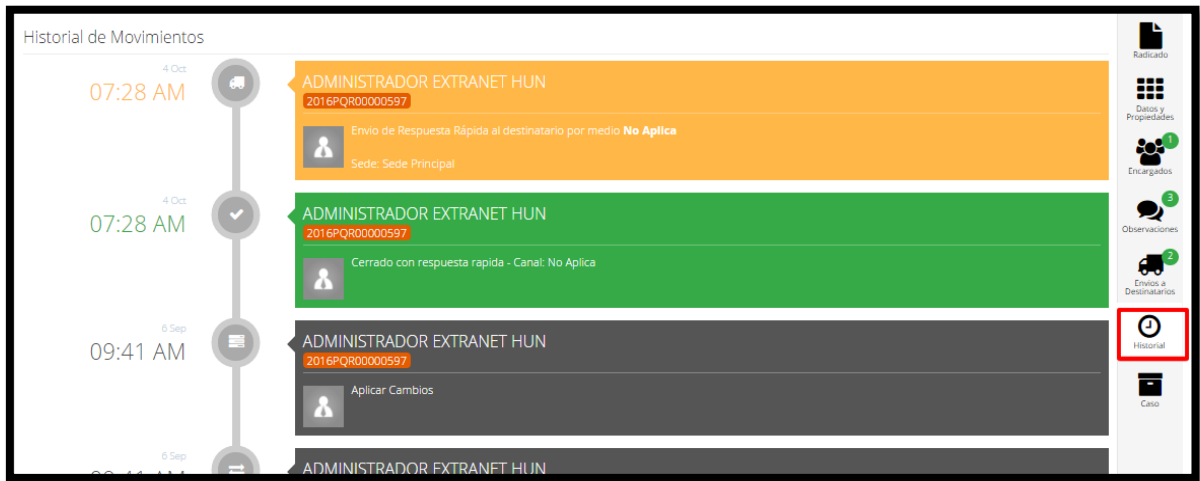 Historial de Movimientos
4 Oct
07:28 AM
ADMINISTRADOR EXTRANET HUN
2016PQR00000597
Envio de Respuesta Rápida al destinatario por medio No Aplica
Sede: Sede Principal
4 Oct
07:28 AM
ADMINISTRADOR EXTRANET HUN
2016PQR00000597
Cerrado con respuesta rapida - Canal: No Aplica
6 Sep
09:41 AM
ADMINISTRADOR EXTRANET HUN
2016PQR00000597
Aplicar Cambios
6 Sep
09:41 AM
ADMINISTRADOR EXTRANET HUN
Radicado
Datos y
Propiedades
1
Encargados
3
Observaciones
2
Envios a
Destinatarios
Historial
Caso